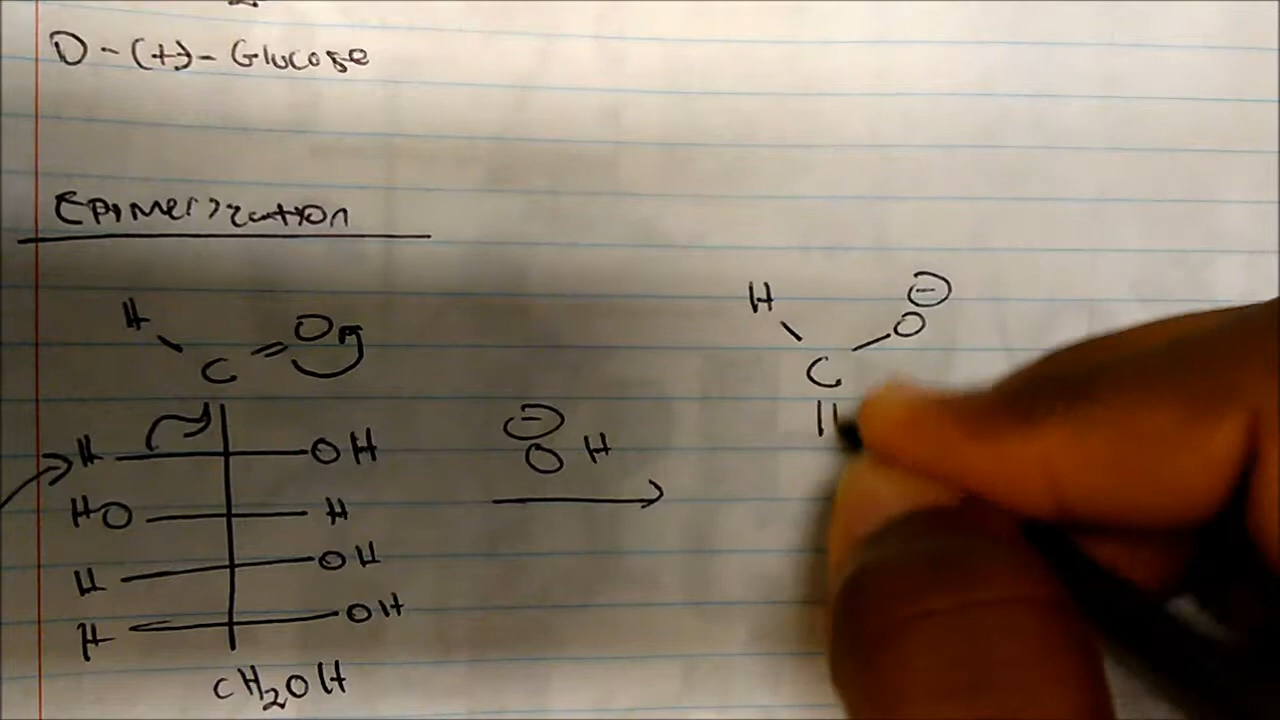 D-(+)-Glucose
Epimerization
H
C=O
H OH
HO H
H OH
H OH
CH2OH
⊖
OH
⊖
H O
C